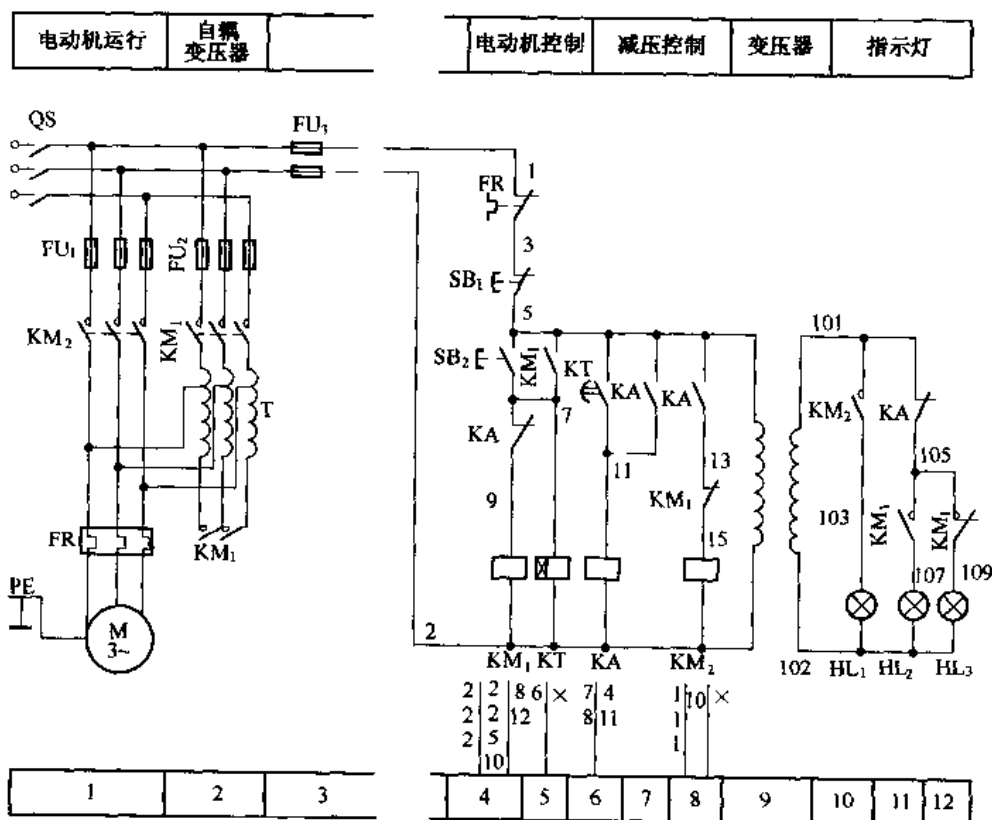 电动机运行 自耦变压器 电动机控制 减压控制 变压器 指示灯
QS
FU₃
1
FR
3
FU₁ FU₂
SB₁
5
101
KM₂ KM₁
SB₂ KM₁ KT KA KA
KM₂ KA
T
7
KA
11 13 105
9 KM₁ 103 KM₁ KM₁
15
FR KM₁
107 109
PE
M
3~
2
KM₁ KT KA KM₂ 102 HL₁ HL₂ HL₃
2 2 8 6 × 7 4 1 10 ×
2 2 12 8 11 1
2 5 1
10
1 2 3 4 5 6 7 8 9 10 11 12